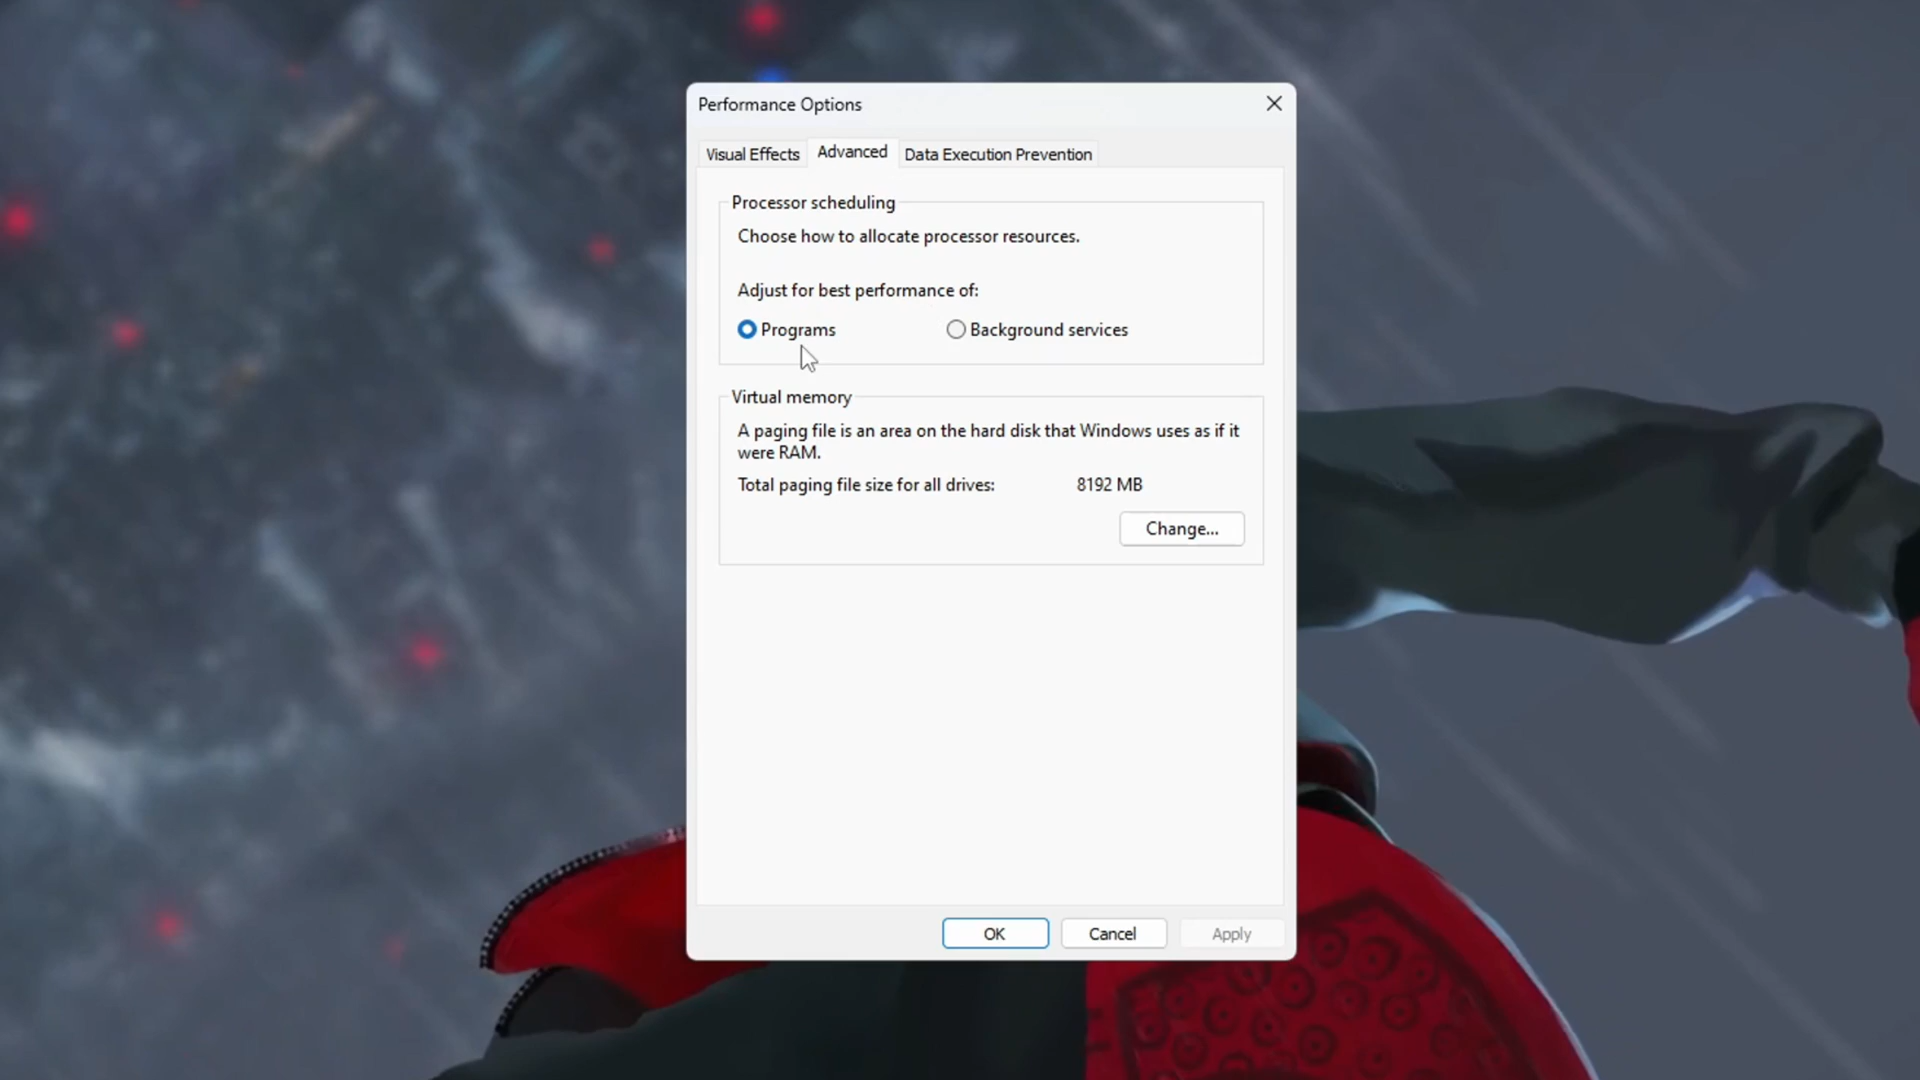 Performance Options
Visual Effects
Advanced
Data Execution Prevention
Processor scheduling
Choose how to allocate processor resources.
Adjust for best performance of:
Programs
Background services
Virtual memory
A paging file is an area on the hard disk that Windows uses as if it
were RAM.
Total paging file size for all drives: 8192 MB
Change...
OK
Cancel
Apply